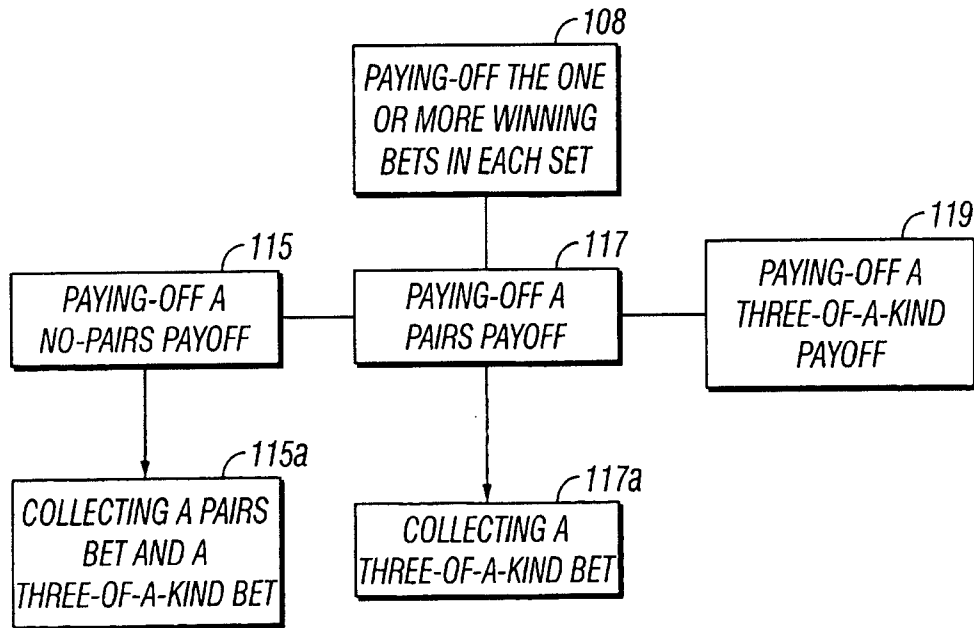 108
PAYING-OFF THE ONE
OR MORE WINNING
BETS IN EACH SET
115
PAYING-OFF A
NO-PAIRS PAYOFF
117
PAYING-OFF A
PAIRS PAYOFF
119
PAYING-OFF A
THREE-OF-A-KIND
PAYOFF
115a
COLLECTING A PAIRS
BET AND A
THREE-OF-A-KIND BET
117a
COLLECTING A
THREE-OF-A-KIND BET